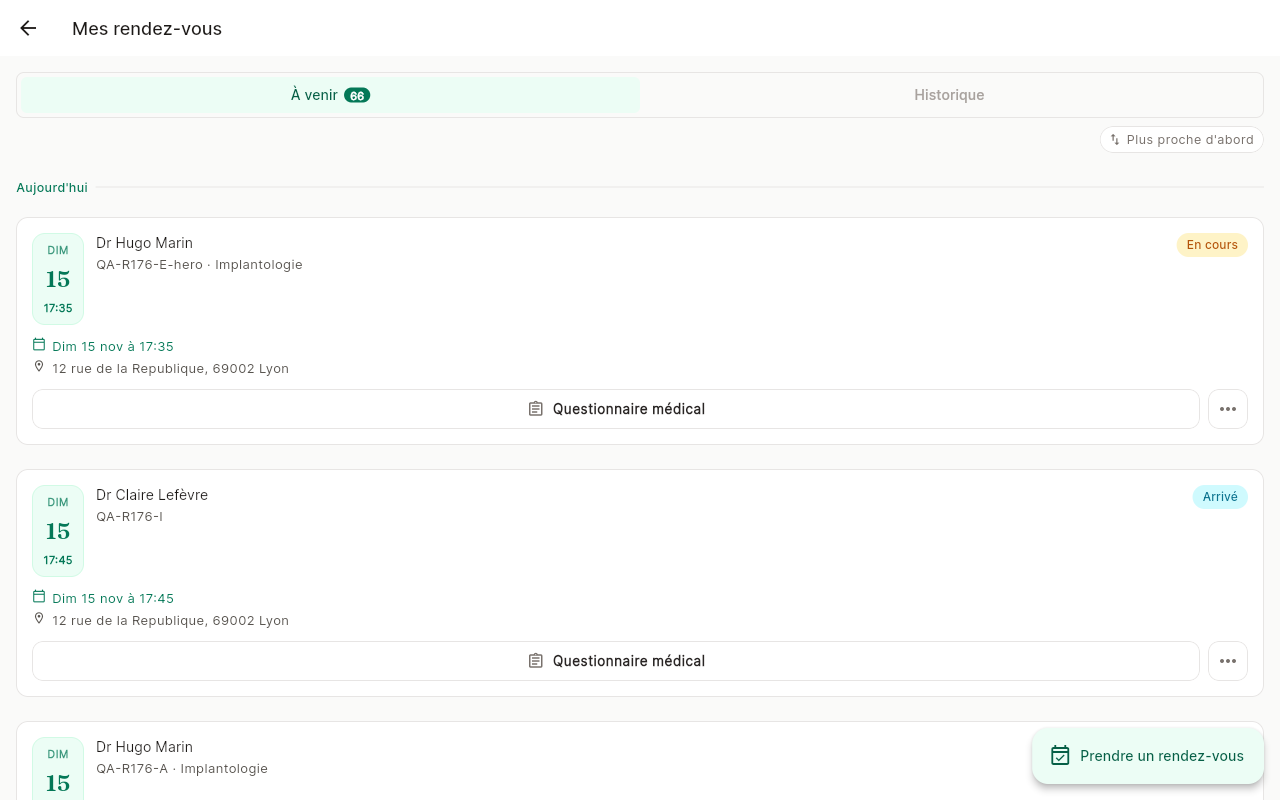 Mes rendez-vous
À venir 66
Historique
Plus proche d'abord
Aujourd'hui
DIM
15
17:35
Dr Hugo Marin
QA-R176-E-hero · Implantologie
En cours
Dim 15 nov à 17:35
12 rue de la Republique, 69002 Lyon
Questionnaire médical
DIM
15
17:45
Dr Claire Lefèvre
QA-R176-I
Arrivé
Dim 15 nov à 17:45
12 rue de la Republique, 69002 Lyon
Questionnaire médical
DIM
15
Dr Hugo Marin
QA-R176-A · Implantologie
Prendre un rendez-vous